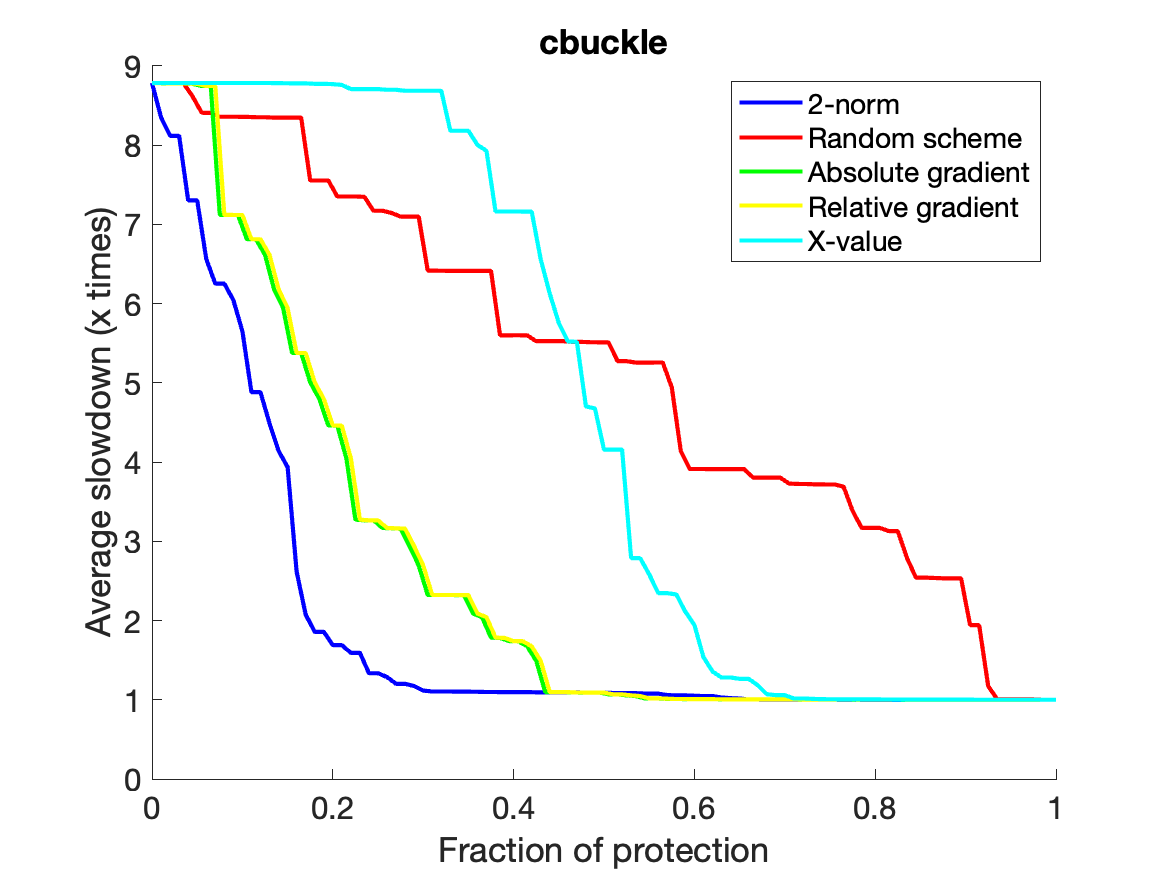 cbuckle
9
8
7
6
5
4
3
2
1
0
Average slowdown (x times)
2-norm
Random scheme
Absolute gradient
Relative gradient
X-value
0 0.2 0.4 0.6 0.8 1
Fraction of protection